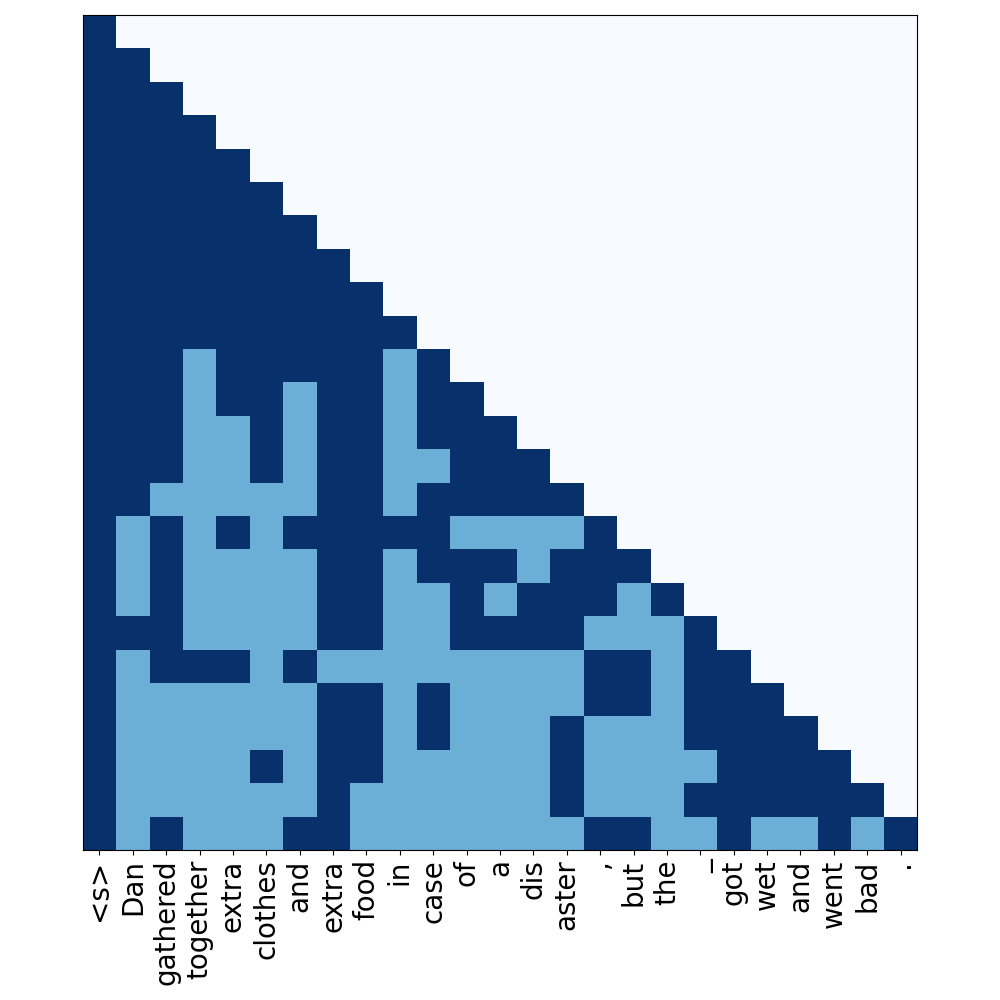 <s>
Dan
gathered
together
extra
clothes
and
extra
food
in
case
of
a
dis
aster
,
but
the
_
got
wet
and
went
bad
.